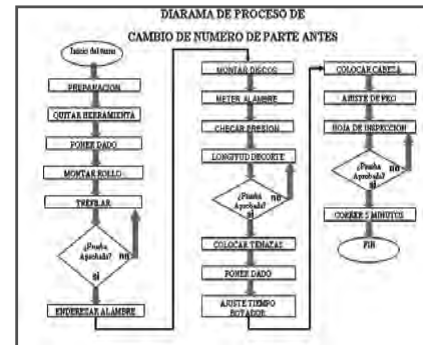 DIARAMA DE PROCESO DE
CAMBIO DE NUMERO DE PARTE ANTES
Inicio del turno
PREPARACION
QUITAR HERRAMIENTA
PONER DADO
MONTAR ROLLO
TREFILAR
¿Prueba
Aprobada?
no
si
ENDEREZAR ALAMBRE
MONTAR DISCOS
METER ALAMBRE
CHECAR PRESION
LONGITUD DE CORTE
¿Prueba
Aprobada?
no
si
COLOCAR TENAZAS
PONER DADO
AJUSTE TIEMPO
BOTADOR
COLOCAR CABEZA
AJUSTE DE
HOJA DE INSPECCION
¿Prueba
Aprobada?
no
si
CORRER 5 MINUTOS
FIN